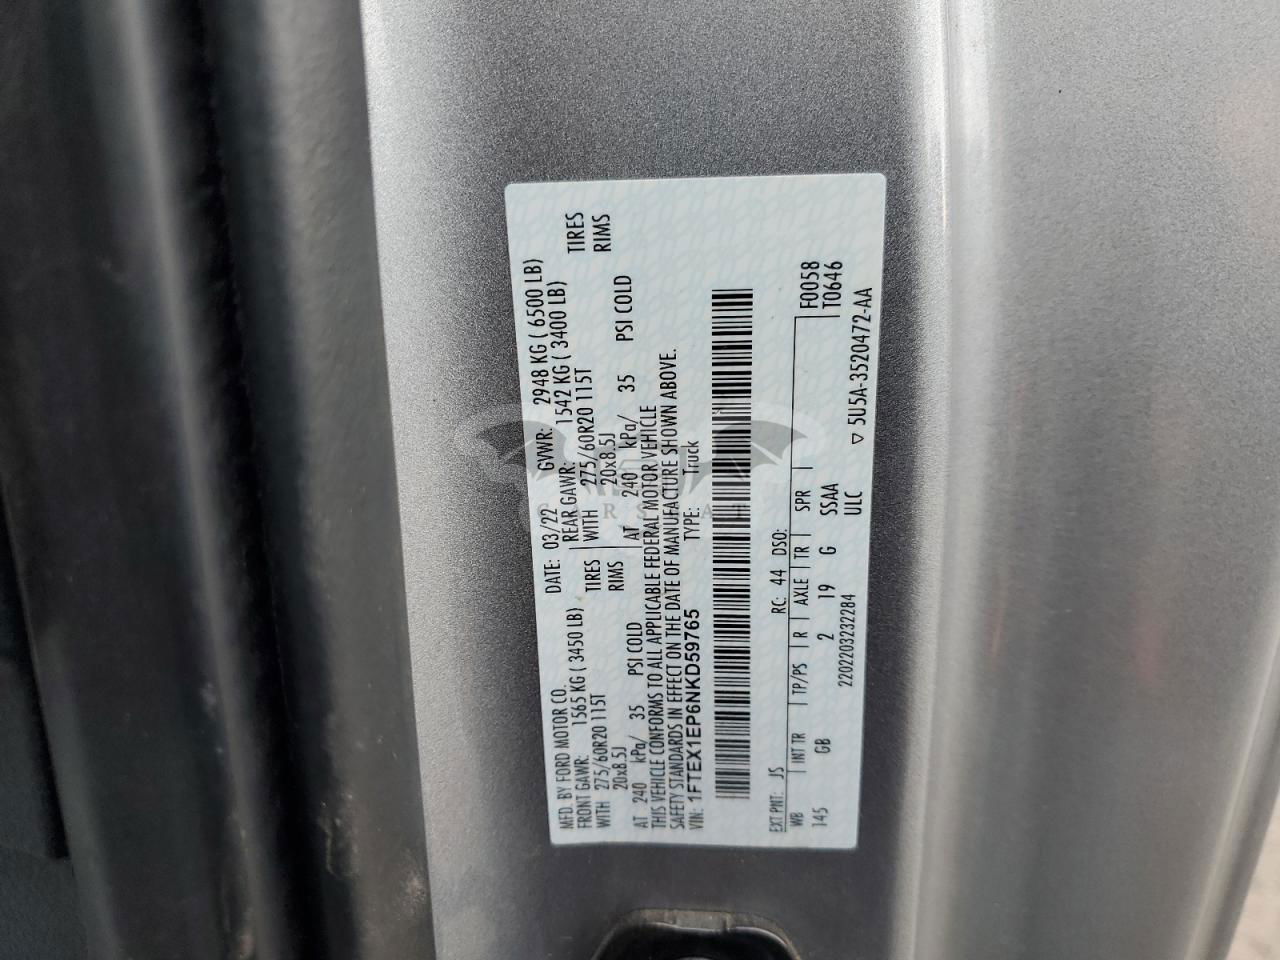 MFD. BY FORD MOTOR CO.
DATE: 03/22 GVWR: 2948 KG ( 6500 LB)
FRONT GAWR: 1565 KG ( 3450 LB) REAR GAWR: 1542 KG ( 3400 LB)
WITH 275/60R20 115T TIRES WITH 275/60R20 115T TIRES
20x8.5J RIMS 20x8.5J RIMS
AT 240 kPa/ 35 PSI COLD AT 240 kPa/ 35 PSI COLD
THIS VEHICLE CONFORMS TO ALL APPLICABLE FEDERAL MOTOR VEHICLE
SAFETY STANDARDS IN EFFECT ON THE DATE OF MANUFACTURE SHOWN ABOVE.
VIN: 1FTEX1EP6NKD59765 TYPE: Truck
EXT PNT: JS RC: 44 DSO:
WB INT TR TP/PS R AXLE TR SPR F0058
145 GB 2 19 G SSAA T0646
2202203232284 ULC ▽ 5U5A-3520472-AA
CARSBAT